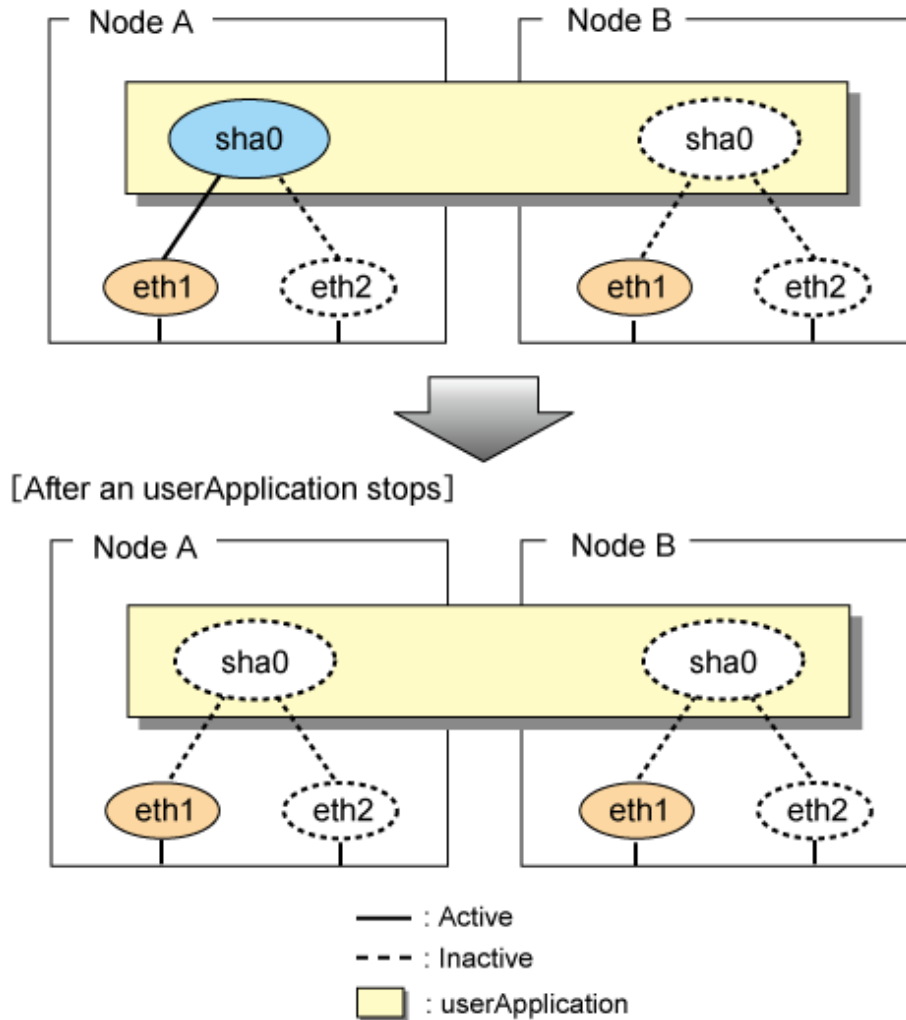 Node A
Node B
sha0
sha0
eth1
eth2
eth1
eth2
[After an userApplication stops]
Node A
Node B
sha0
sha0
eth1
eth2
eth1
eth2
: Active
: Inactive
: userApplication